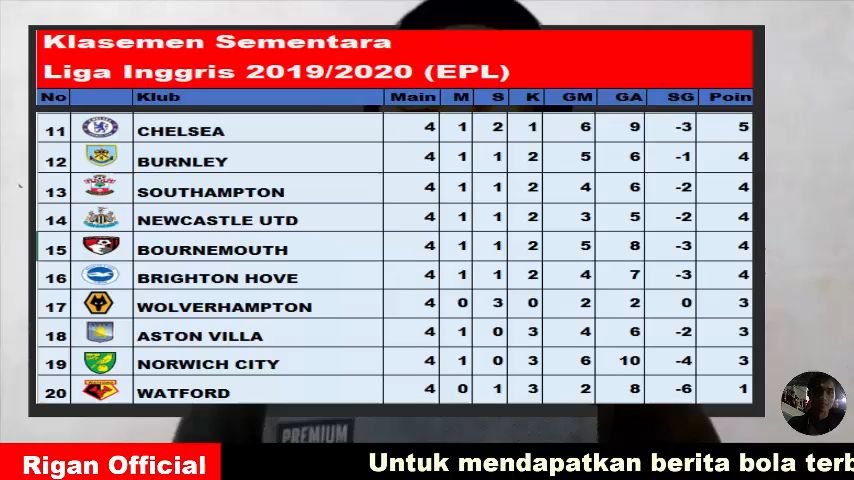 Klasemen Sementara
Liga Inggris 2019/2020 (EPL)
No Klub Main M S K GM GA SG Poin
11 CHELSEA 4 1 2 1 6 9 -3 5
12 BURNLEY 4 1 1 2 5 6 -1 4
13 SOUTHAMPTON 4 1 1 2 4 6 -2 4
14 NEWCASTLE UTD 4 1 1 2 3 5 -2 4
15 BOURNEMOUTH 4 1 1 2 5 8 -3 4
16 BRIGHTON HOVE 4 1 1 2 4 7 -3 4
17 WOLVERHAMPTON 4 0 3 0 2 2 0 3
18 ASTON VILLA 4 1 0 3 4 6 -2 3
19 NORWICH CITY 4 1 0 3 6 10 -4 3
20 WATFORD 4 0 1 3 2 8 -6 1
PREMIUM
Rigan Official
Untuk mendapatkan berita bola terb